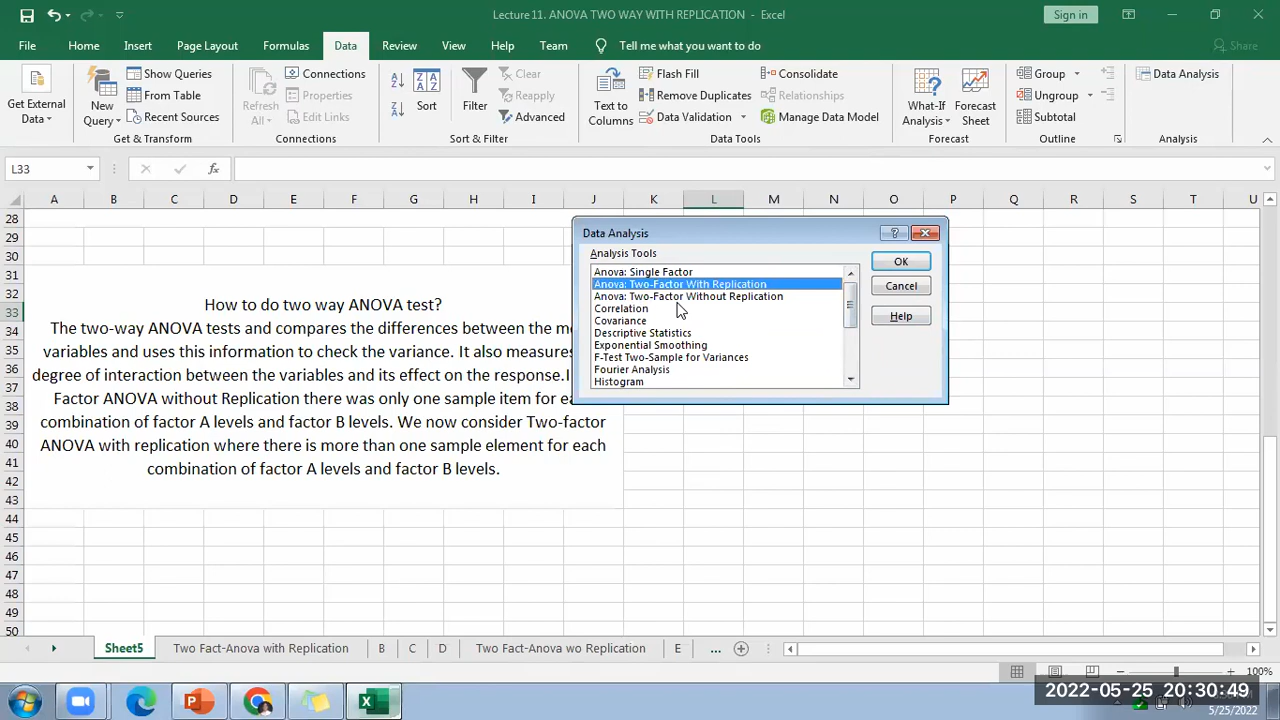 Lecture 11. ANOVA TWO WAY WITH REPLICATION - Excel
Sign in
File Home Insert Page Layout Formulas Data Review View Help Team Tell me what you want to do Share
Get External Data
New Query
Show Queries
From Table
Recent Sources
Get & Transform
Refresh All
Connections
Properties
Edit Links
Connections
Sort
Filter
Clear
Reapply
Advanced
Sort & Filter
Text to Columns
Flash Fill
Remove Duplicates
Data Validation
Consolidate
Relationships
Manage Data Model
Data Tools
What-If Analysis
Forecast Sheet
Forecast
Group
Ungroup
Subtotal
Outline
Data Analysis
Analysis
L33
fx
A B C D E F G H I J K L M N O P Q R S T U
28
29
30
31
32
33
34
35
36
37
38
39
40
41
42
43
44
45
46
47
48
49
50
How to do two way ANOVA test?
The two-way ANOVA tests and compares the differences between the
variables and uses this information to check the variance. It also measures
degree of interaction between the variables and its effect on the response.
Factor ANOVA without Replication there was only one sample item for each
combination of factor A levels and factor B levels. We now consider Two-factor
ANOVA with replication where there is more than one sample element for each
combination of factor A levels and factor B levels.
Data Analysis
?
Analysis Tools
Anova: Single Factor
Anova: Two-Factor With Replication
Anova: Two-Factor Without Replication
Correlation
Covariance
Descriptive Statistics
Exponential Smoothing
F-Test Two-Sample for Variances
Fourier Analysis
Histogram
OK
Cancel
Help
Sheet5 Two Fact-Anova with Replication B C D Two Fact-Anova wo Replication E ...
100%
2022-05-25 20:30:49
5/25/2022